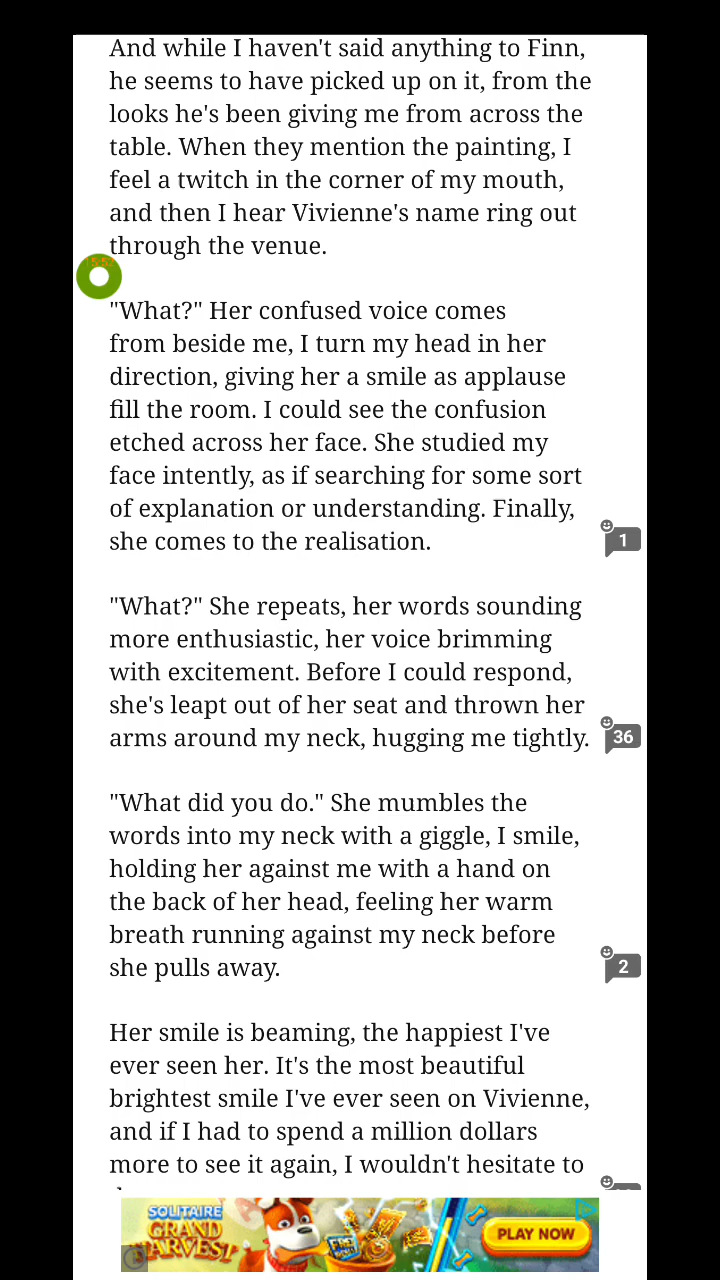 And while I haven't said anything to Finn,
he seems to have picked up on it, from the
looks he's been giving me from across the
table. When they mention the painting, I
feel a twitch in the corner of my mouth,
and then I hear Vivienne's name ring out
through the venue.
"What?" Her confused voice comes
from beside me, I turn my head in her
direction, giving her a smile as applause
fill the room. I could see the confusion
etched across her face. She studied my
face intently, as if searching for some sort
of explanation or understanding. Finally,
she comes to the realisation.
1
"What?" She repeats, her words sounding
more enthusiastic, her voice brimming
with excitement. Before I could respond,
she's leapt out of her seat and thrown her
arms around my neck, hugging me tightly.
36
"What did you do." She mumbles the
words into my neck with a giggle, I smile,
holding her against me with a hand on
the back of her head, feeling her warm
breath running against my neck before
she pulls away.
2
Her smile is beaming, the happiest I've
ever seen her. It's the most beautiful
brightest smile I've ever seen on Vivienne,
and if I had to spend a million dollars
more to see it again, I wouldn't hesitate to
SOLITAIRE
GRAND
HARVEST
PLAY NOW